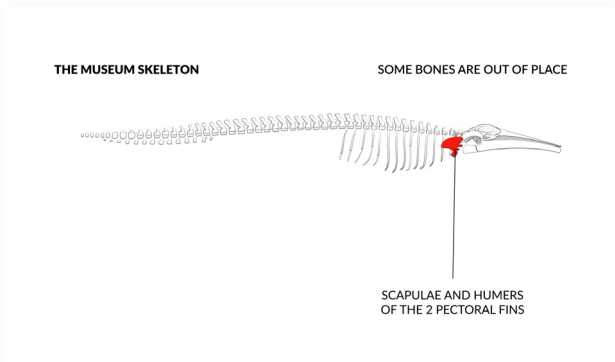 THE MUSEUM SKELETON
SOME BONES ARE OUT OF PLACE
SCAPULAE AND HUMERS
OF THE 2 PECTORAL FINS